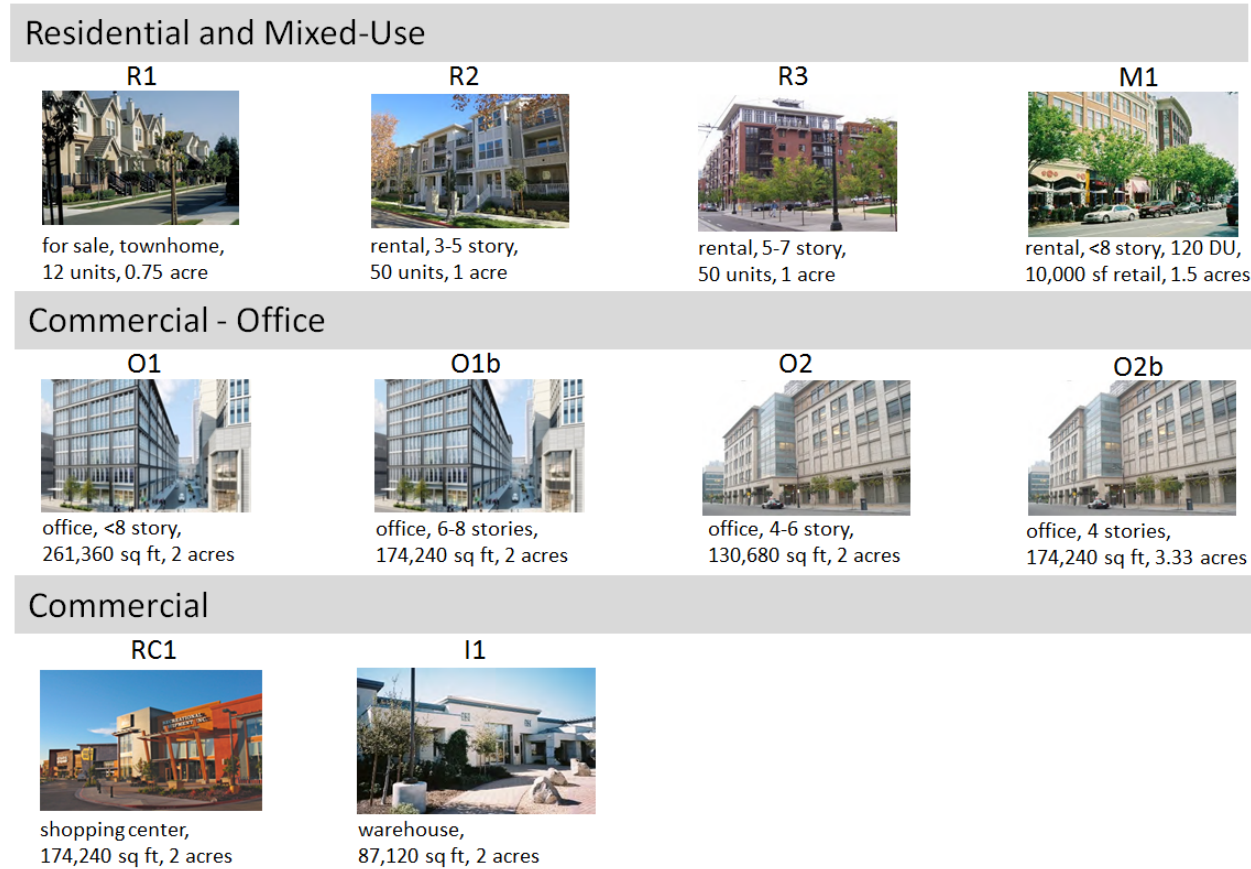 Residential and Mixed-Use
R1
R2
R3
M1
for sale, townhome,
12 units, 0.75 acre
rental, 3-5 story,
50 units, 1 acre
rental, 5-7 story,
50 units, 1 acre
rental, <8 story, 120 DU,
10,000 sf retail, 1.5 acres
Commercial - Office
O1
O1b
O2
O2b
office, <8 story,
261,360 sq ft, 2 acres
office, 6-8 stories,
174,240 sq ft, 2 acres
office, 4-6 story,
130,680 sq ft, 2 acres
office, 4 stories,
174,240 sq ft, 3.33 acres
Commercial
RC1
I1
RECREATIONAL
EQUIPMENT, INC.
shopping center,
174,240 sq ft, 2 acres
warehouse,
87,120 sq ft, 2 acres